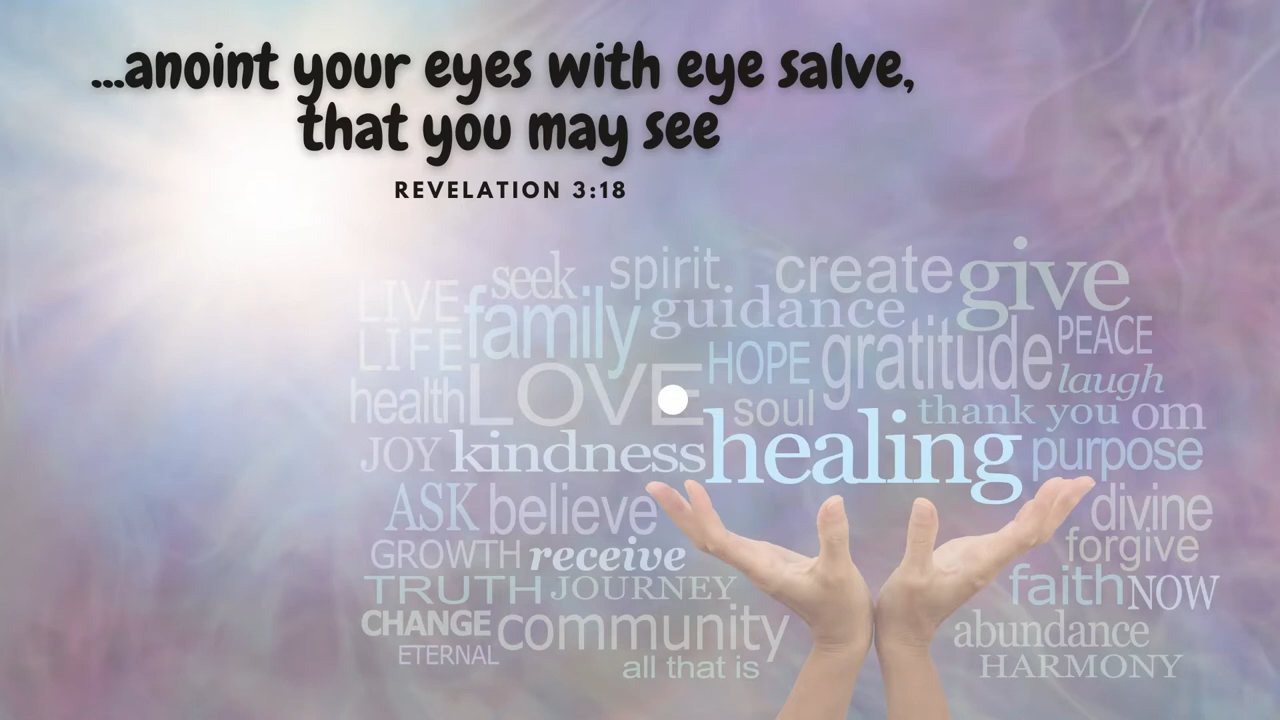 ...anoint your eyes with eye salve,
that you may see
REVELATION 3:18
seek spirit create give
LIVE family guidance
LIFE HOPE gratitude PEACE
health LOVE soul laugh
thank you om
JOY kindness healing purpose
ASK believe divine
GROWTH receive forgive
TRUTH JOURNEY faith NOW
CHANGE community abundance
ETERNAL all that is HARMONY